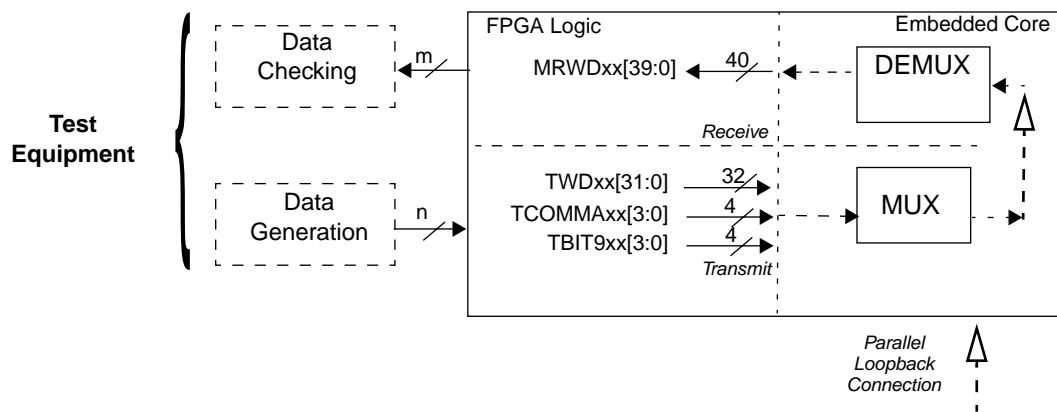 FPGA Logic
Embedded Core
Data
Checking
m
MRWDxx[39:0]
40
DEMUX
Test
Equipment
Receive
Data
Generation
n
TWDxx[31:0]
32
TCOMMAxx[3:0]
4
TBIT9xx[3:0]
4
MUX
Transmit
Parallel
Loopback
Connection